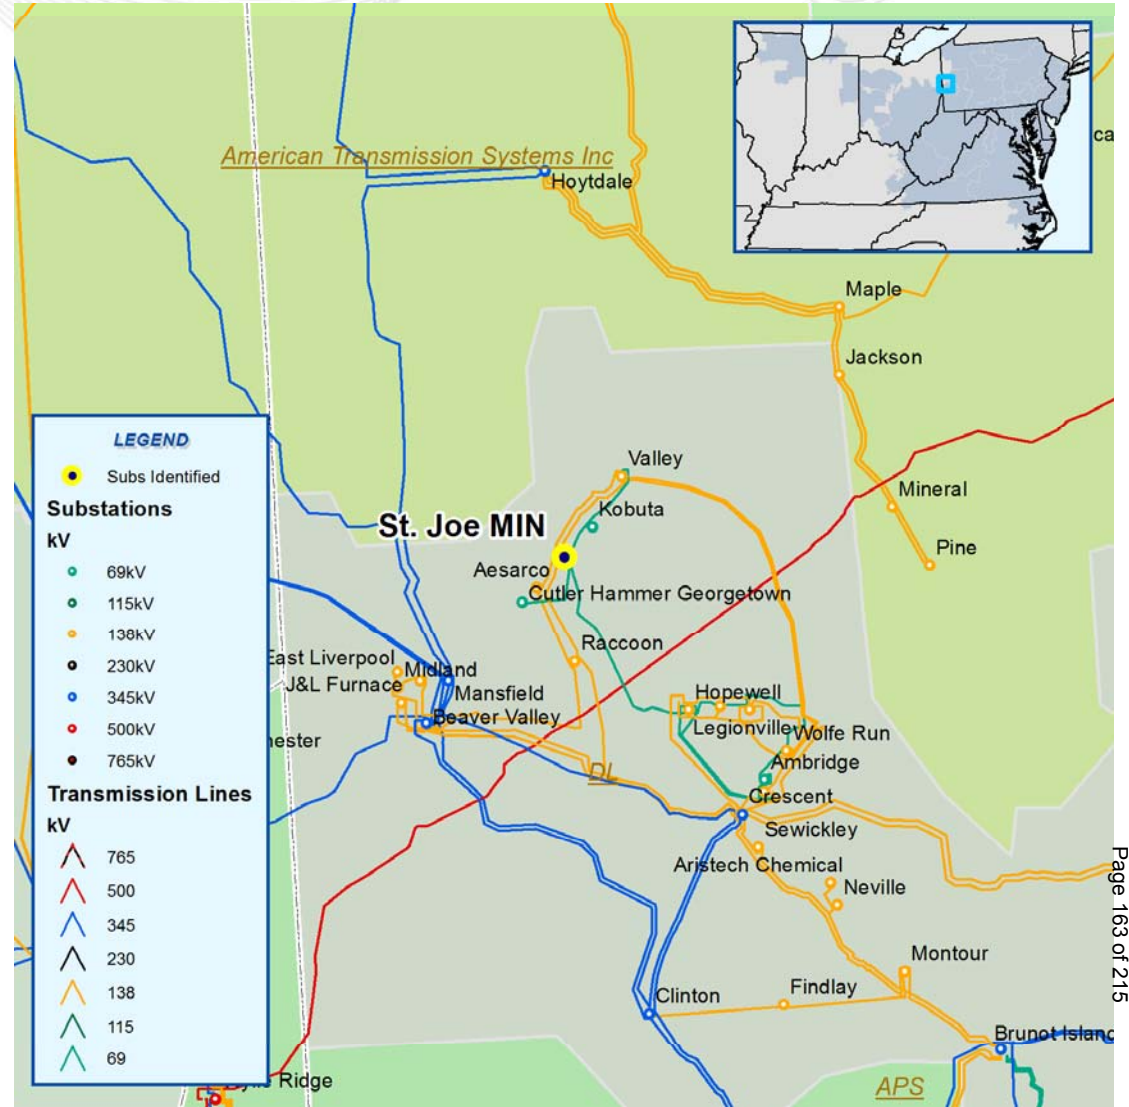 American Transmission Systems Inc
Hoytdale
ca
Maple
Jackson
LEGEND
Subs Identified
Substations
kV
69kV
115kV
138kV
230kV
345kV
500kV
765kV
Transmission Lines
kV
765
500
345
230
138
115
69
Valley
Kobuta
St. Joe MIN
Aesarco
Cutler Hammer Georgetown
Mineral
Pine
Raccoon
East Liverpool
Midland
J&L Furnace
Mansfield
Beaver Valley
hester
Hopewell
Legionville
Wolfe Run
Ambridge
DL
Crescent
Sewickley
Aristech Chemical
Neville
Montour
Findlay
Clinton
Brunot Island
Ridge
APS
Page 163 of 215